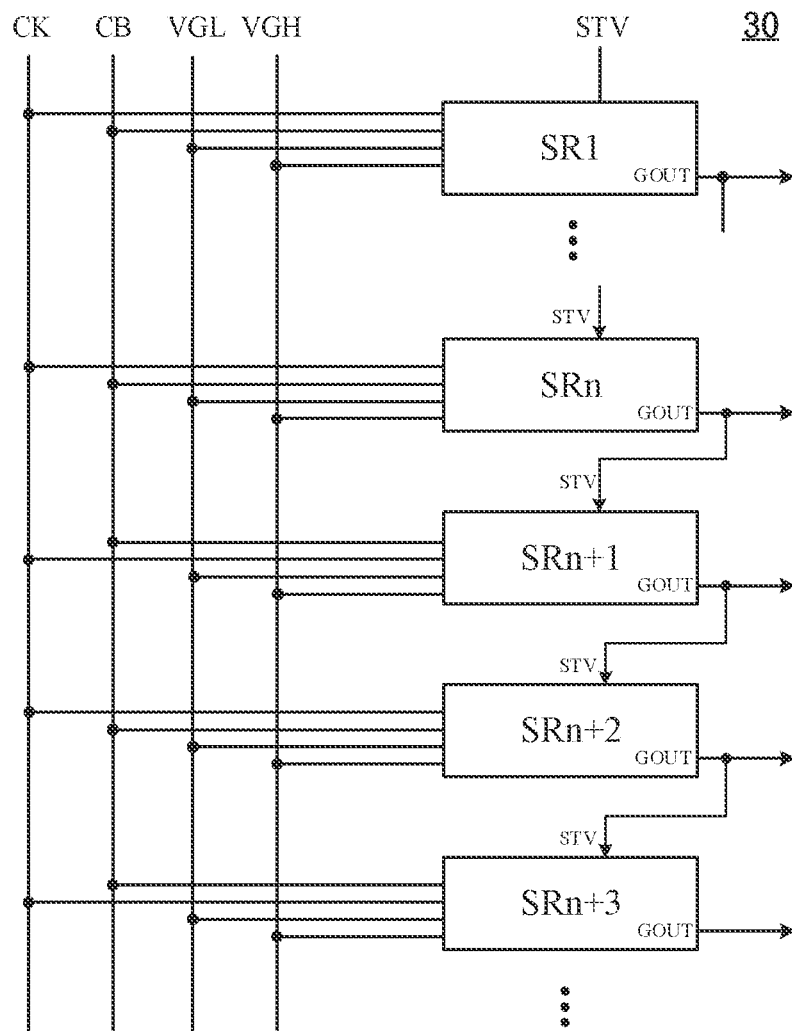 CK CB VGL VGH STV 30
SR1
GOUT
STV
SRn
GOUT
STV
SRn+1
GOUT
STV
SRn+2
GOUT
STV
SRn+3
GOUT